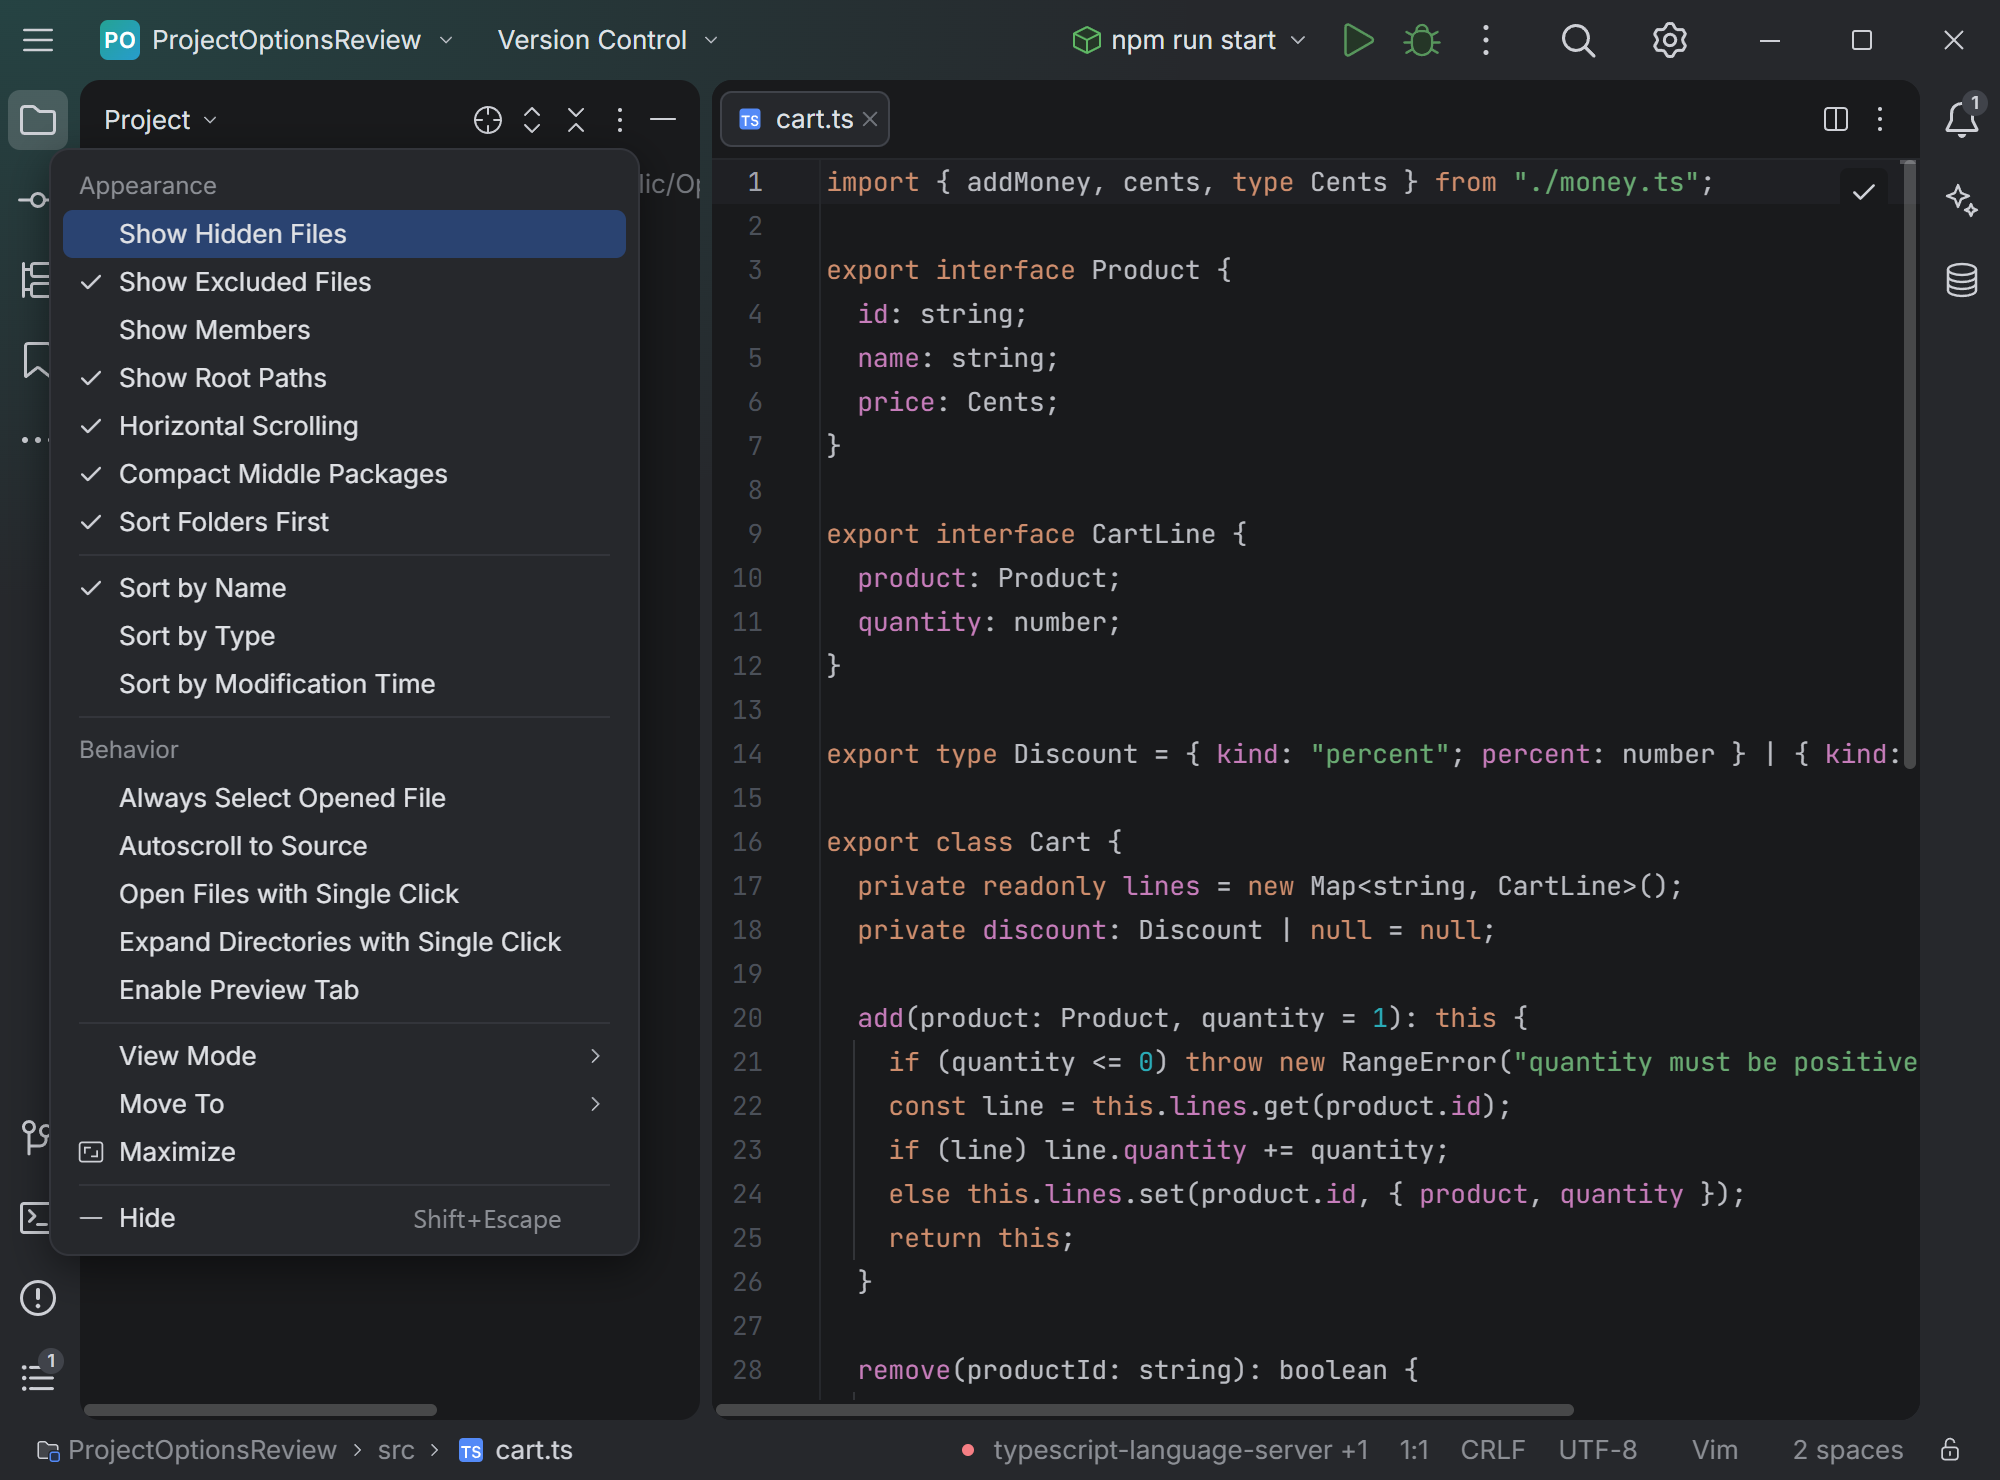 PO ProjectOptionsReview Version Control npm run start
Project
lic/Op
Appearance
Show Hidden Files
Show Excluded Files
Show Members
Show Root Paths
Horizontal Scrolling
Compact Middle Packages
Sort Folders First
Sort by Name
Sort by Type
Sort by Modification Time
Behavior
Always Select Opened File
Autoscroll to Source
Open Files with Single Click
Expand Directories with Single Click
Enable Preview Tab
View Mode
Move To
Maximize
Hide Shift+Escape
1
TS cart.ts
1
1 import { addMoney, cents, type Cents } from "./money.ts";
2
3 export interface Product {
4 id: string;
5 name: string;
6 price: Cents;
7 }
8
9 export interface CartLine {
10 product: Product;
11 quantity: number;
12 }
13
14 export type Discount = { kind: "percent"; percent: number } | { kind:
15
16 export class Cart {
17 private readonly lines = new Map<string, CartLine>();
18 private discount: Discount | null = null;
19
20 add(product: Product, quantity = 1): this {
21 if (quantity <= 0) throw new RangeError("quantity must be positive
22 const line = this.lines.get(product.id);
23 if (line) line.quantity += quantity;
24 else this.lines.set(product.id, { product, quantity });
25 return this;
26 }
27
28 remove(productId: string): boolean {
ProjectOptionsReview src TS cart.ts typescript-language-server +1 1:1 CRLF UTF-8 Vim 2 spaces